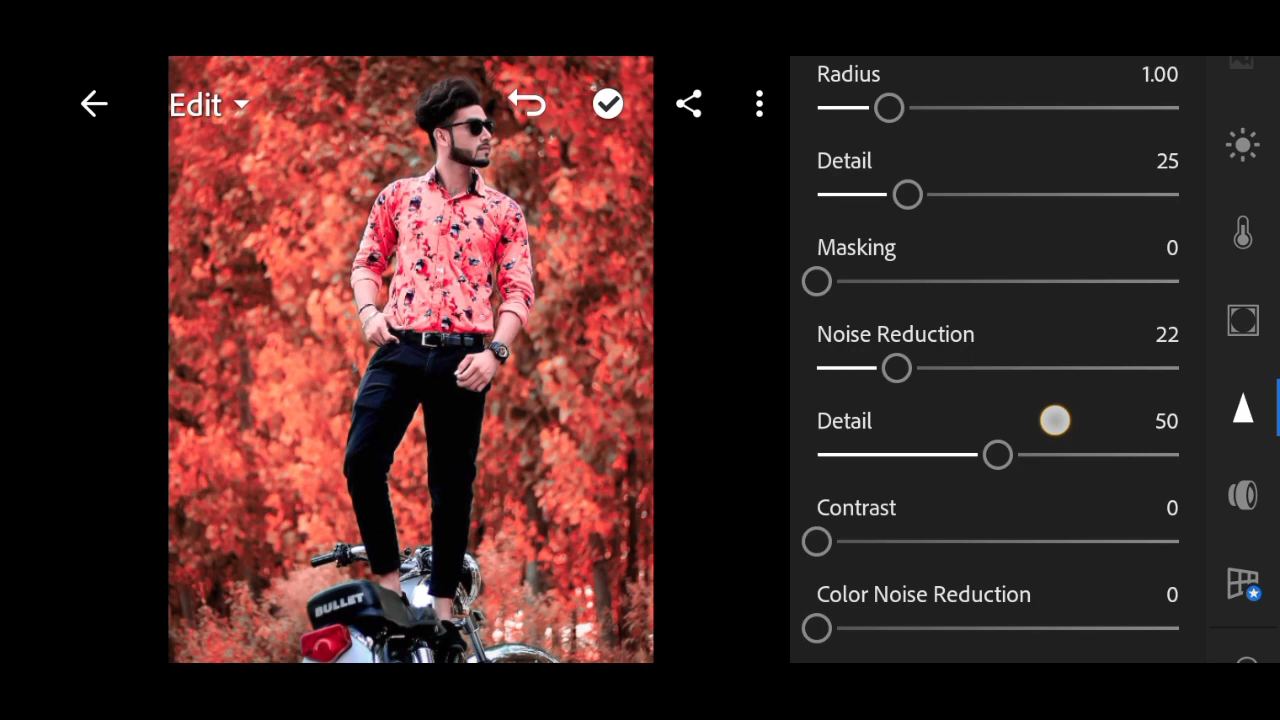 Edit
Radius 1.00
Detail 25
Masking 0
Noise Reduction 22
Detail 50
Contrast 0
Color Noise Reduction 0
BULLET